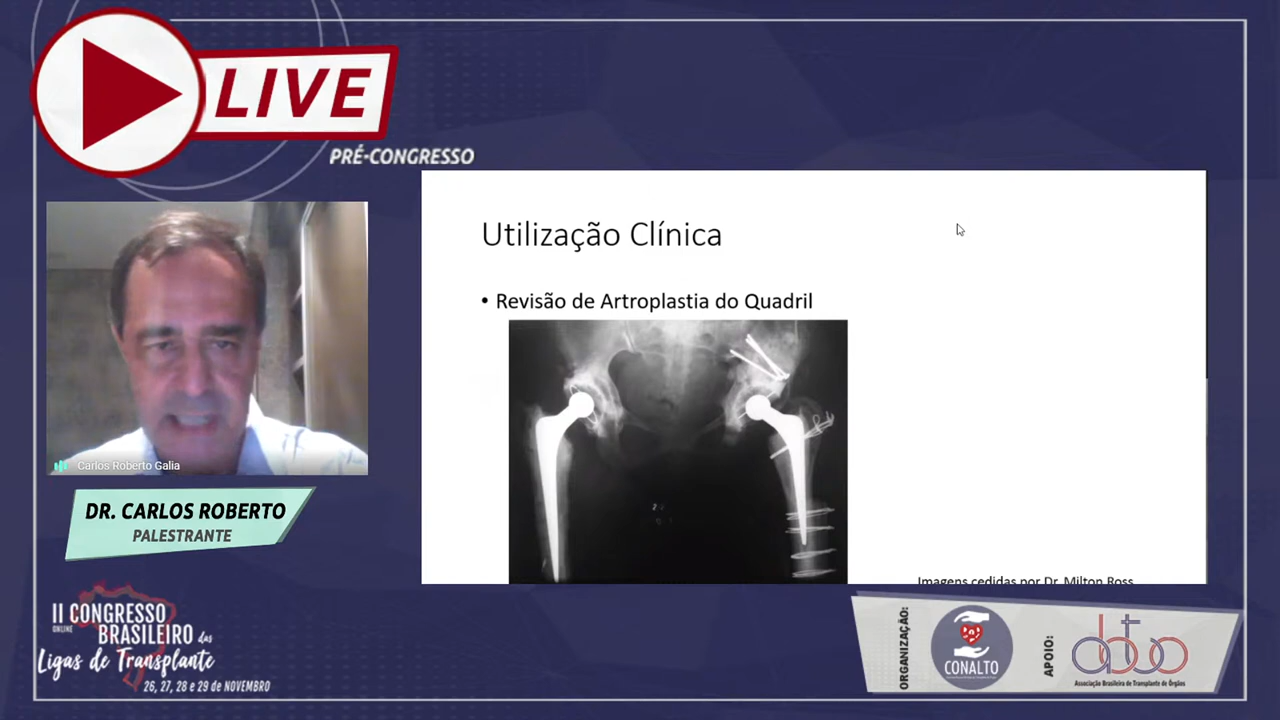 LIVE
PRÉ-CONGRESSO
Utilização Clínica
• Revisão de Artroplastia do Quadril
Imagens cedidas por Dr. Milton Ross
Carlos Roberto Galia
DR. CARLOS ROBERTO
PALESTRANTE
II CONGRESSO
ONLINE
BRASILEIRO das
Ligas de Transplante
26, 27, 28 e 29 de NOVEMBRO
ORGANIZAÇÃO:
CONALTO
APOIO:
abto
Associação Brasileira de Transplante de Órgãos